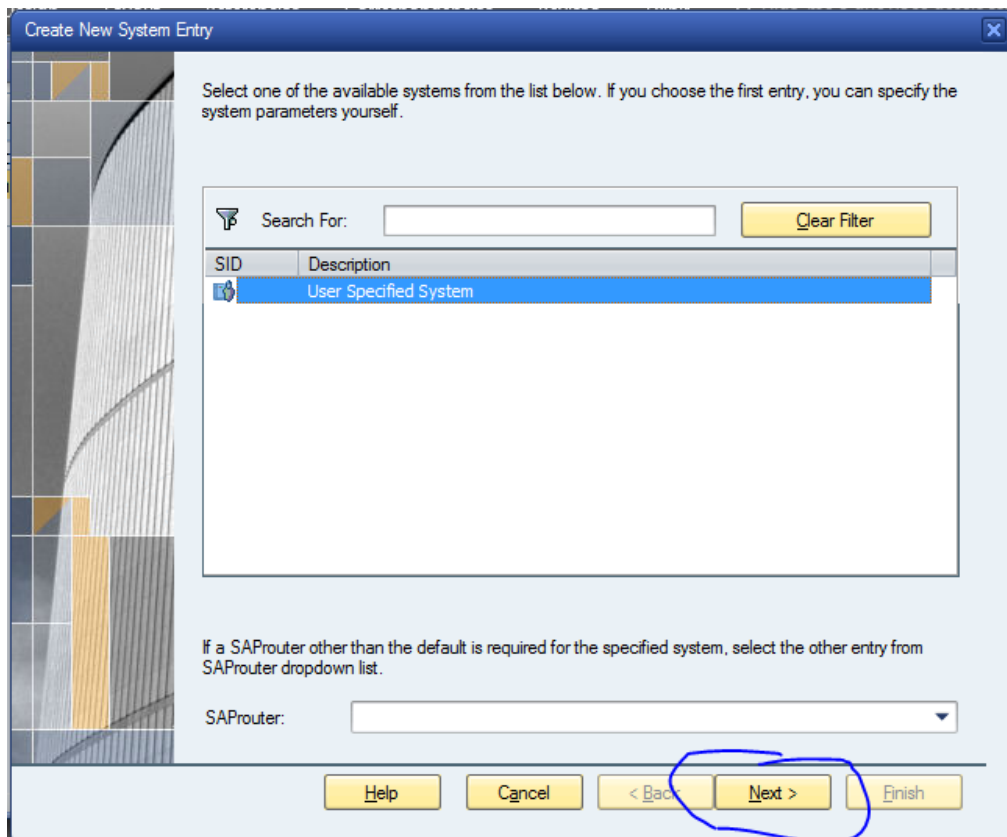 Create New System Entry
Select one of the available systems from the list below. If you choose the first entry, you can specify the
system parameters yourself.
Search For:
Clear Filter
SID Description
User Specified System
If a SAProuter other than the default is required for the specified system, select the other entry from
SAProuter dropdown list.
SAProuter:
Help Cancel < Back Next > Finish